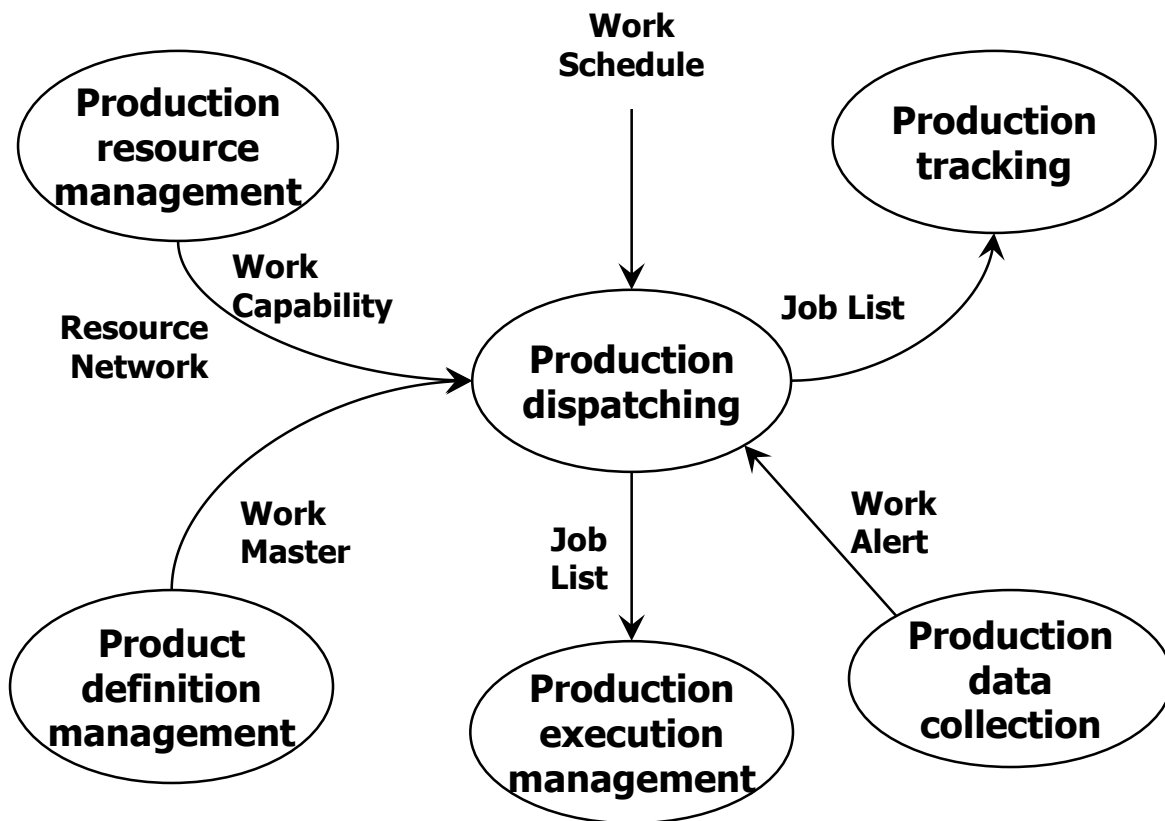 Work
Schedule
Production
resource
management
Production
tracking
Work
Capability
Resource
Network
Job List
Production
dispatching
Work
Master
Job
List
Work
Alert
Product
definition
management
Production
execution
management
Production
data
collection